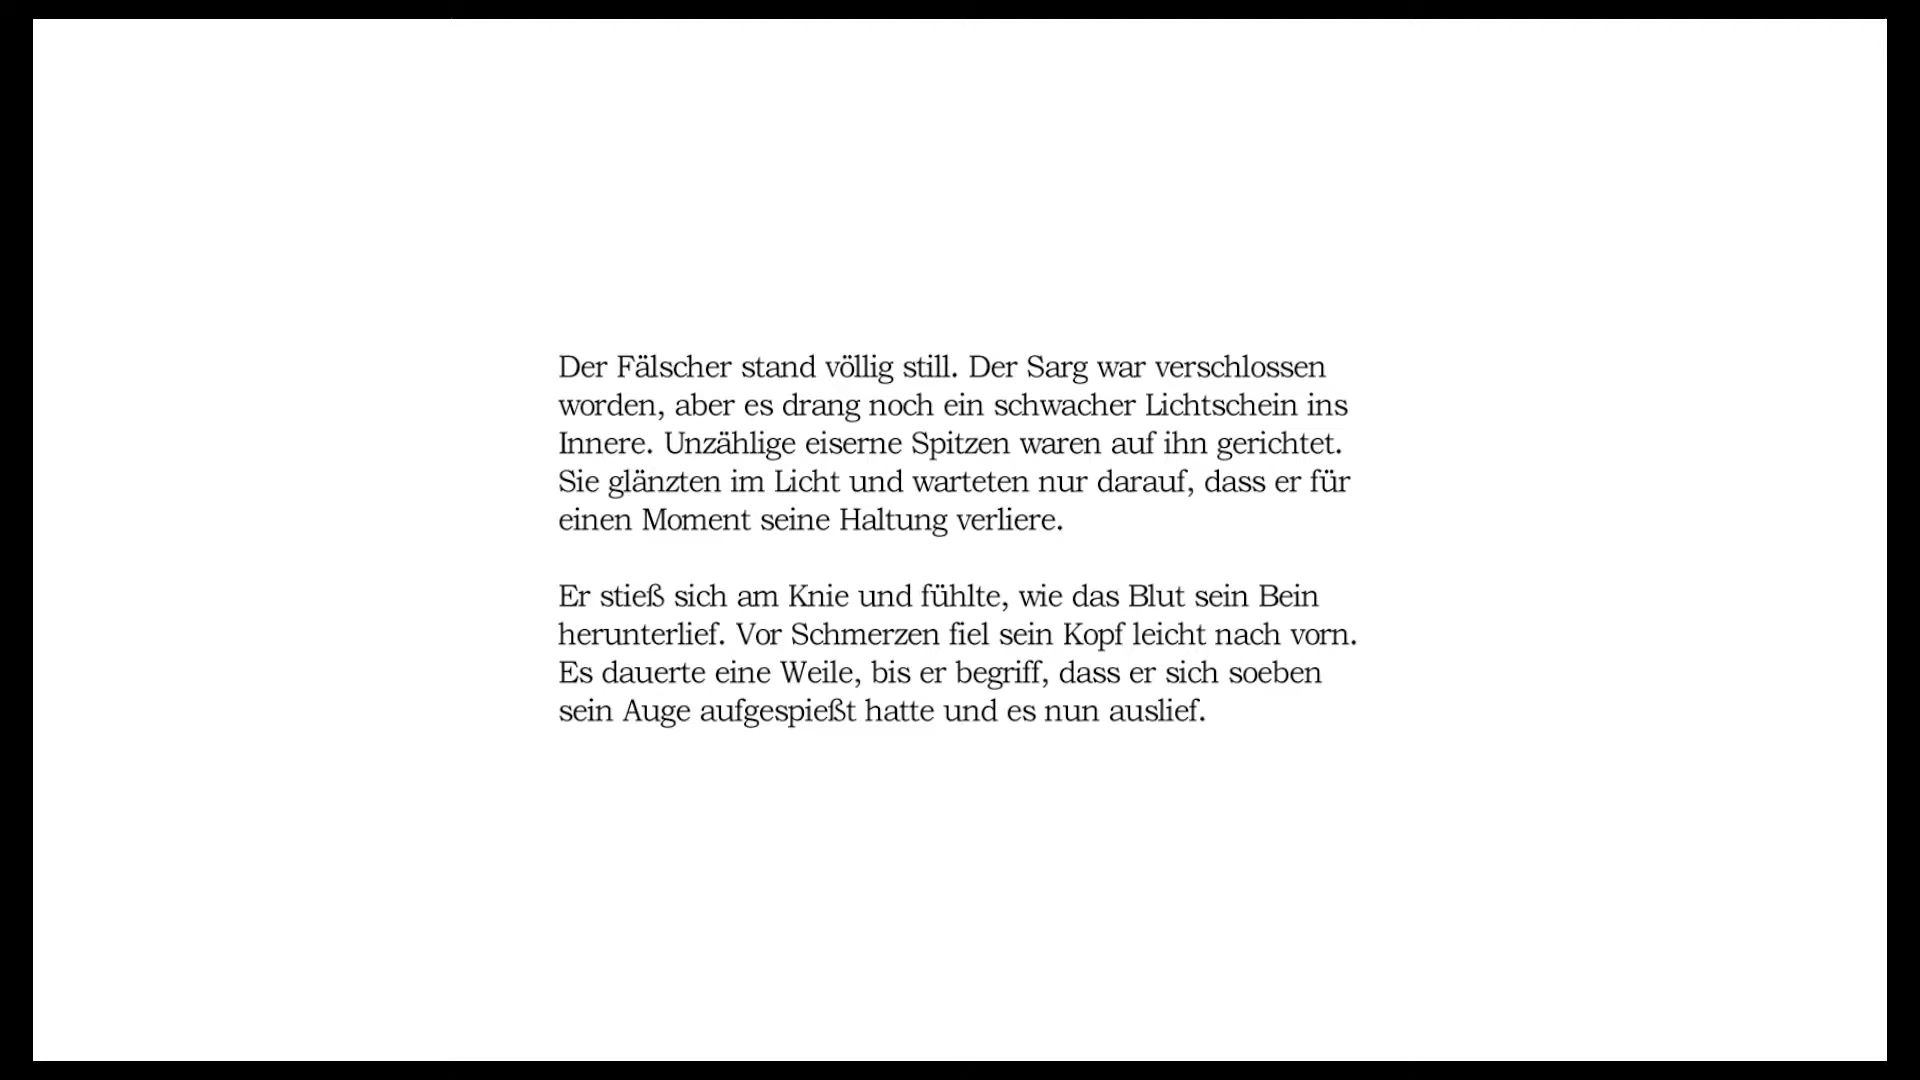 Der Fälscher stand völlig still. Der Sarg war verschlossen
worden, aber es drang noch ein schwacher Lichtschein ins
Innere. Unzählige eiserne Spitzen waren auf ihn gerichtet.
Sie glänzten im Licht und warteten nur darauf, dass er für
einen Moment seine Haltung verliere.
Er stieß sich am Knie und fühlte, wie das Blut sein Bein
herunterlief. Vor Schmerzen fiel sein Kopf leicht nach vorn.
Es dauerte eine Weile, bis er begriff, dass er sich soeben
sein Auge aufgespießt hatte und es nun auslief.